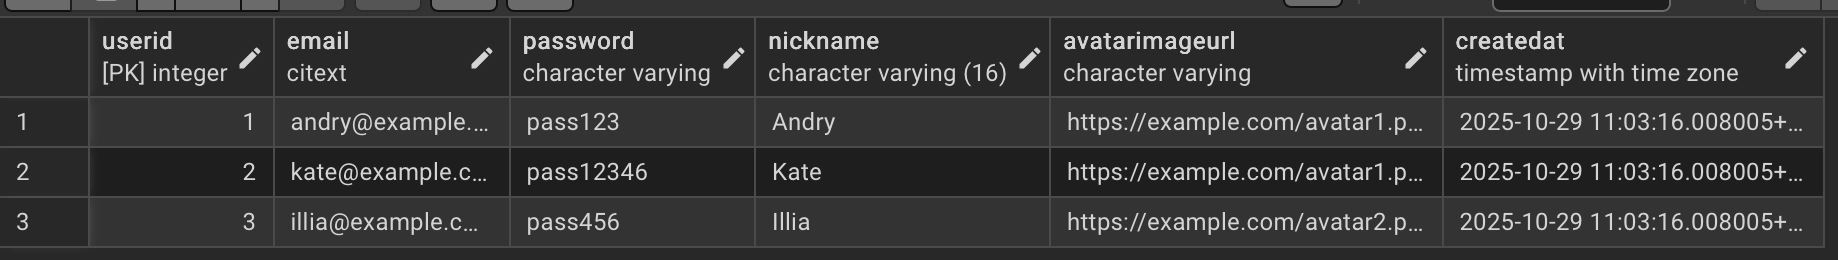 userid email password nickname avatarimageurl createdat
[PK] integer citext character varying character varying (16) character varying timestamp with time zone
1 1 andry@example.... pass123 Andry https://example.com/avatar1.p... 2025-10-29 11:03:16.008005+...
2 2 kate@example.c... pass12346 Kate https://example.com/avatar1.p... 2025-10-29 11:03:16.008005+...
3 3 illia@example.c... pass456 Illia https://example.com/avatar2.p... 2025-10-29 11:03:16.008005+...